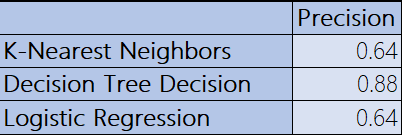 Precision
K-Nearest Neighbors 0.64
Decision Tree Decision 0.88
Logistic Regression 0.64